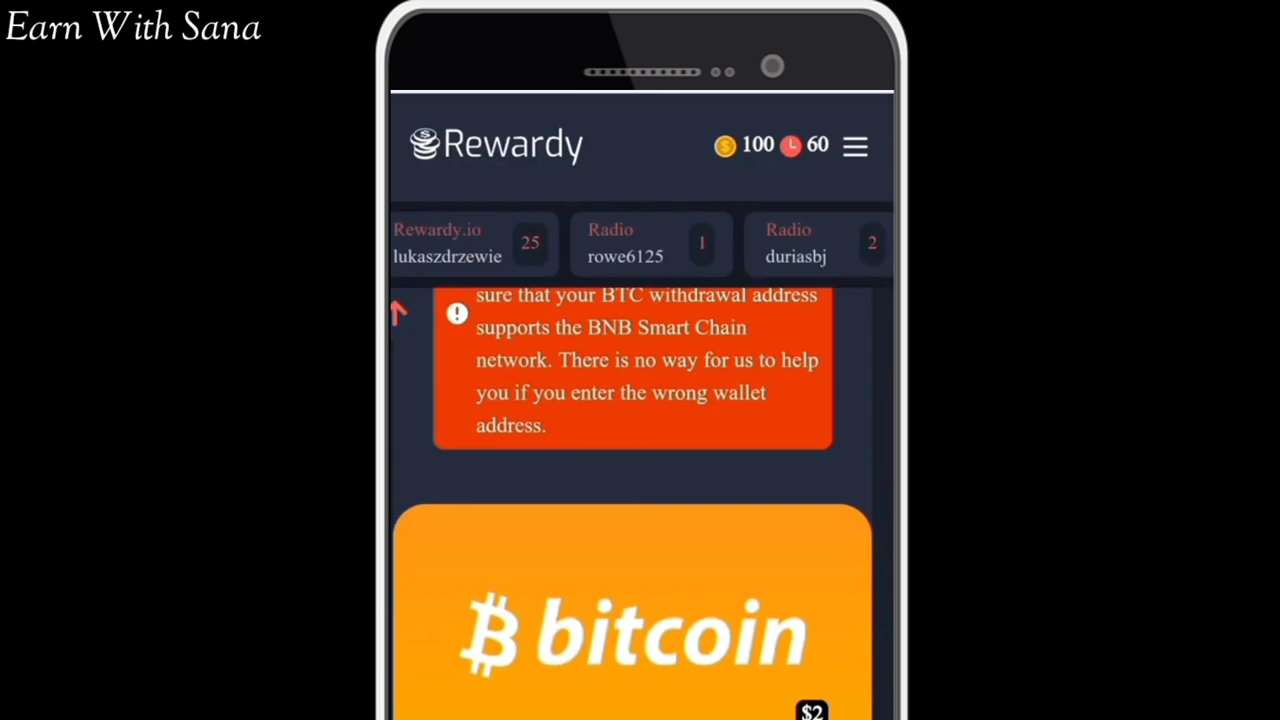 Earn With Sana
Rewardy
100
60
Rewardy.io
lukaszdrzewie
25
Radio
rowe6125
1
Radio
duriasbj
2
sure that your BTC withdrawal address
supports the BNB Smart Chain
network. There is no way for us to help
you if you enter the wrong wallet
address.
bitcoin
$2